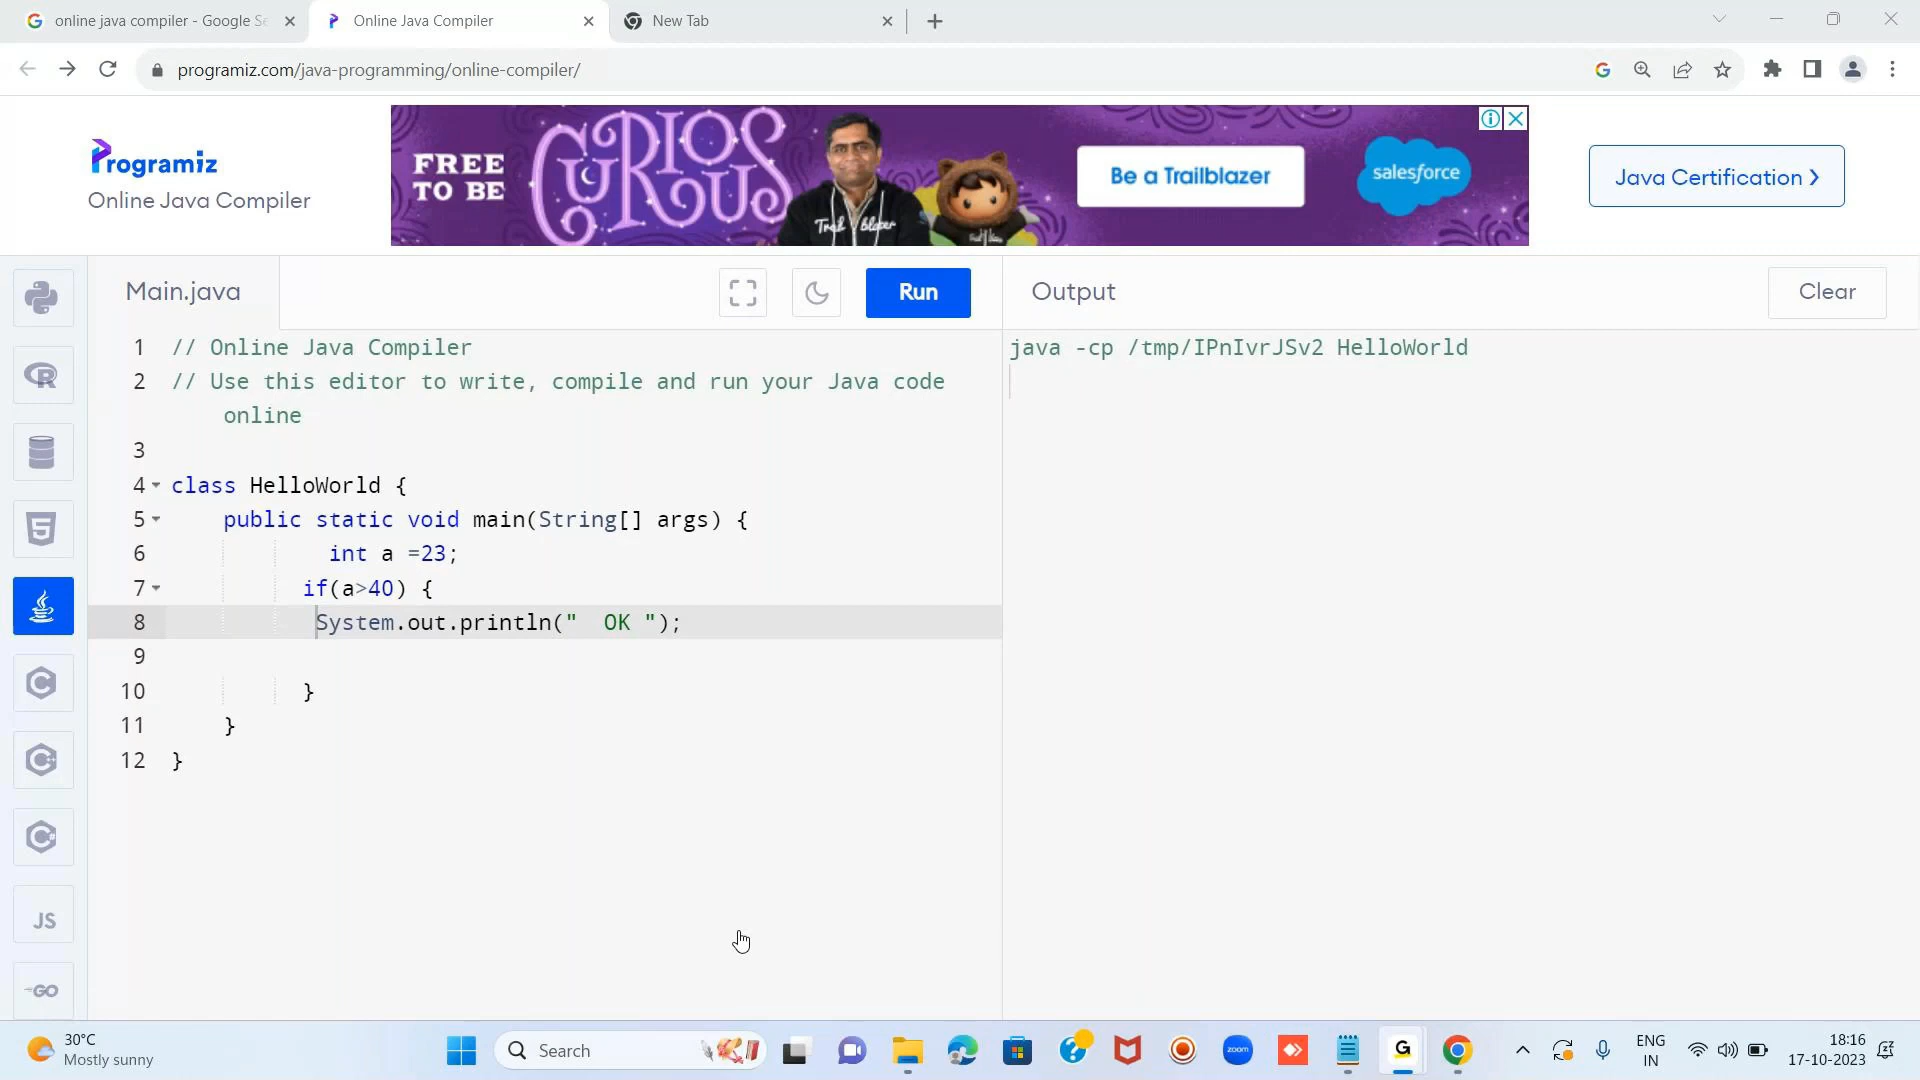 online java compiler - Google Se
Online Java Compiler
New Tab
programiz.com/java-programming/online-compiler/
Programiz
Online Java Compiler
FREE
TO BE
CURIOUS
Trailblazer
Be a Trailblazer
salesforce
Java Certification >
Main.java
Run
Output
Clear
1 // Online Java Compiler
2 // Use this editor to write, compile and run your Java code
online
3
4 class HelloWorld {
5 public static void main(String[] args) {
6 int a =23;
7 if(a>40) {
8 System.out.println("  OK ");
9
10 }
11 }
12 }
java -cp /tmp/IPnIvrJSv2 HelloWorld
R
5
C
C++
C#
JS
GO
30°C
Mostly sunny
Search
zoom
G
ENG
IN
18:16
17-10-2023